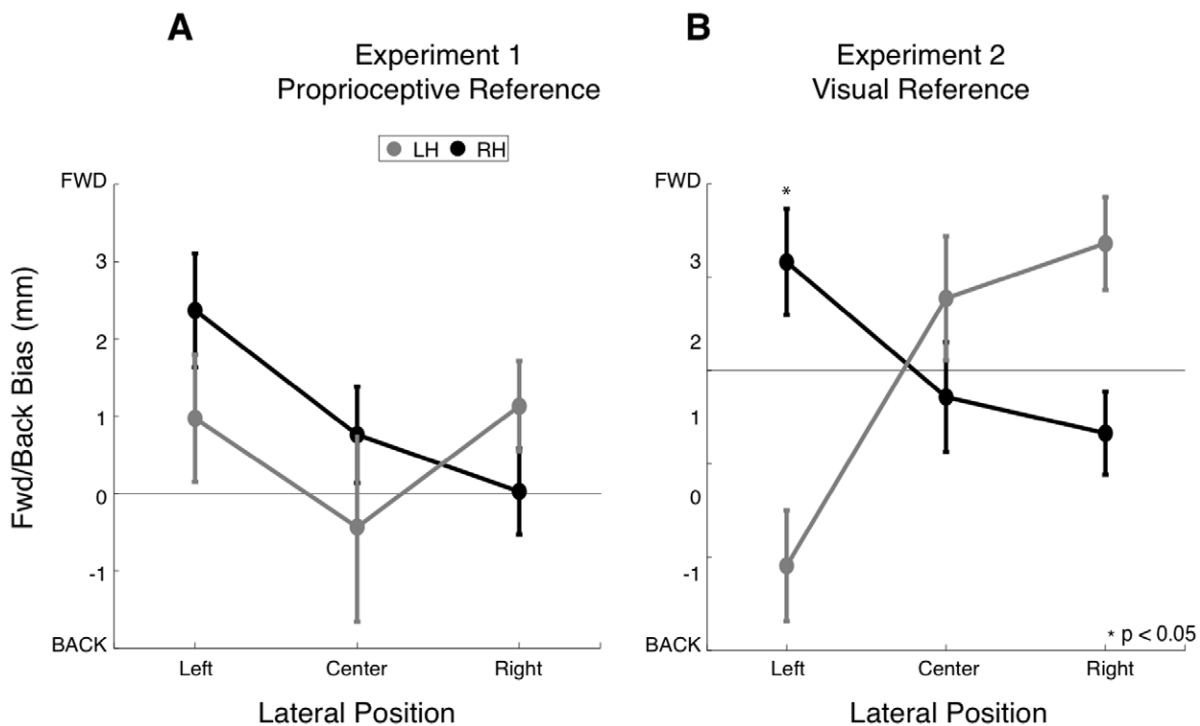 A
Experiment 1
Proprioceptive Reference
LH RH
FWD
3
2
1
0
-1
BACK
Fwd/Back Bias (mm)
Left Center Right
Lateral Position
B
Experiment 2
Visual Reference
FWD
*
3
2
1
0
-1
BACK
* p < 0.05
Left Center Right
Lateral Position